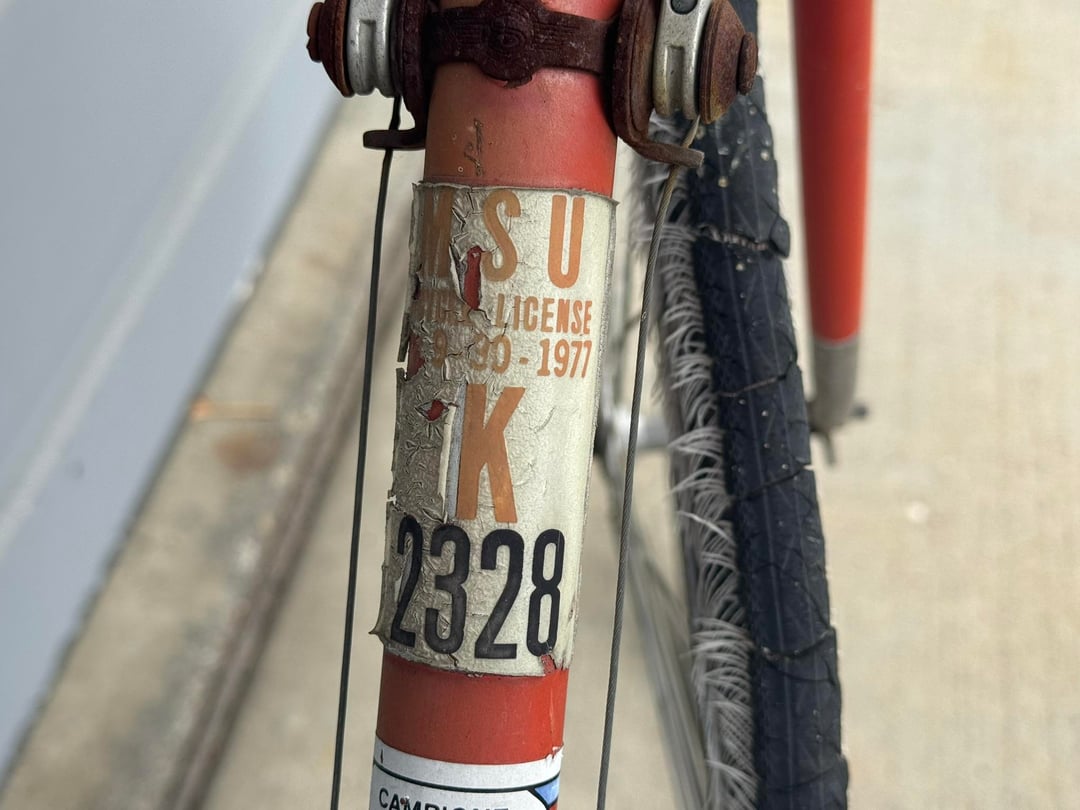 MSU
LICENSE
9-30-1977
K
2328